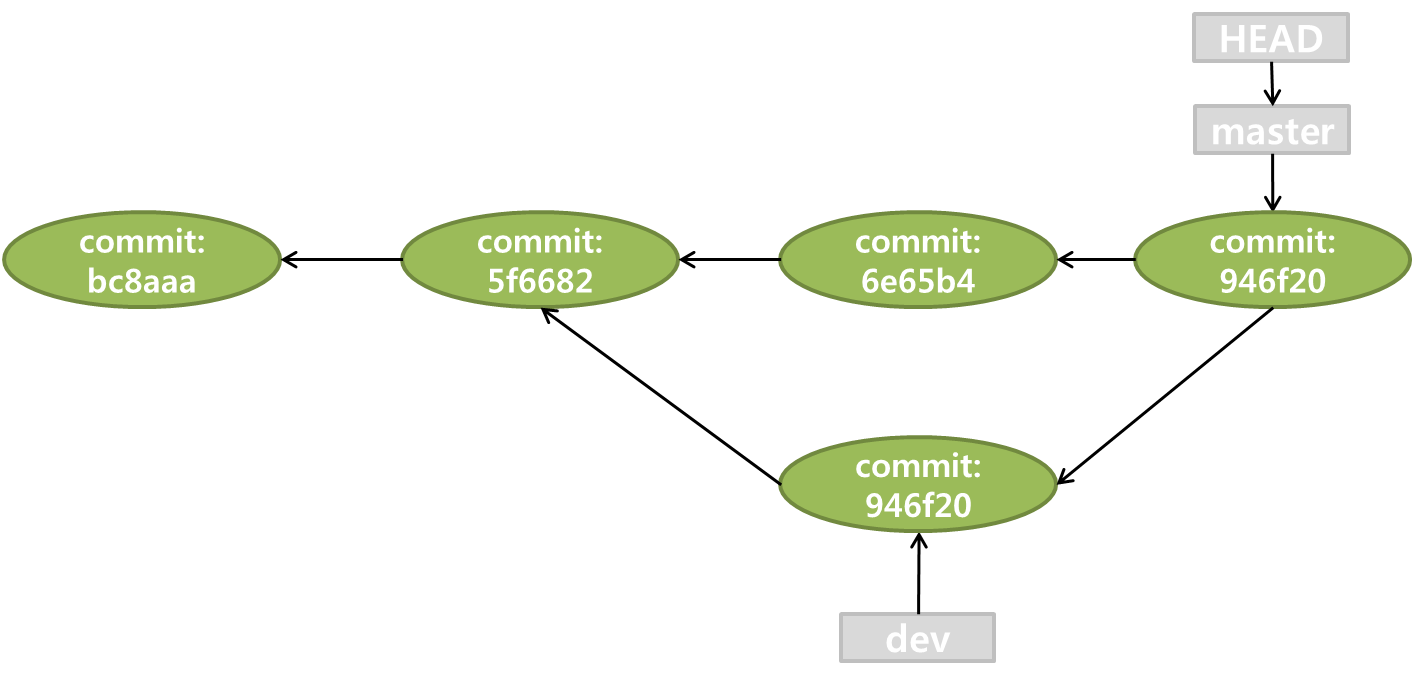 HEAD
master
commit:
bc8aaa
commit:
5f6682
commit:
6e65b4
commit:
946f20
commit:
946f20
dev